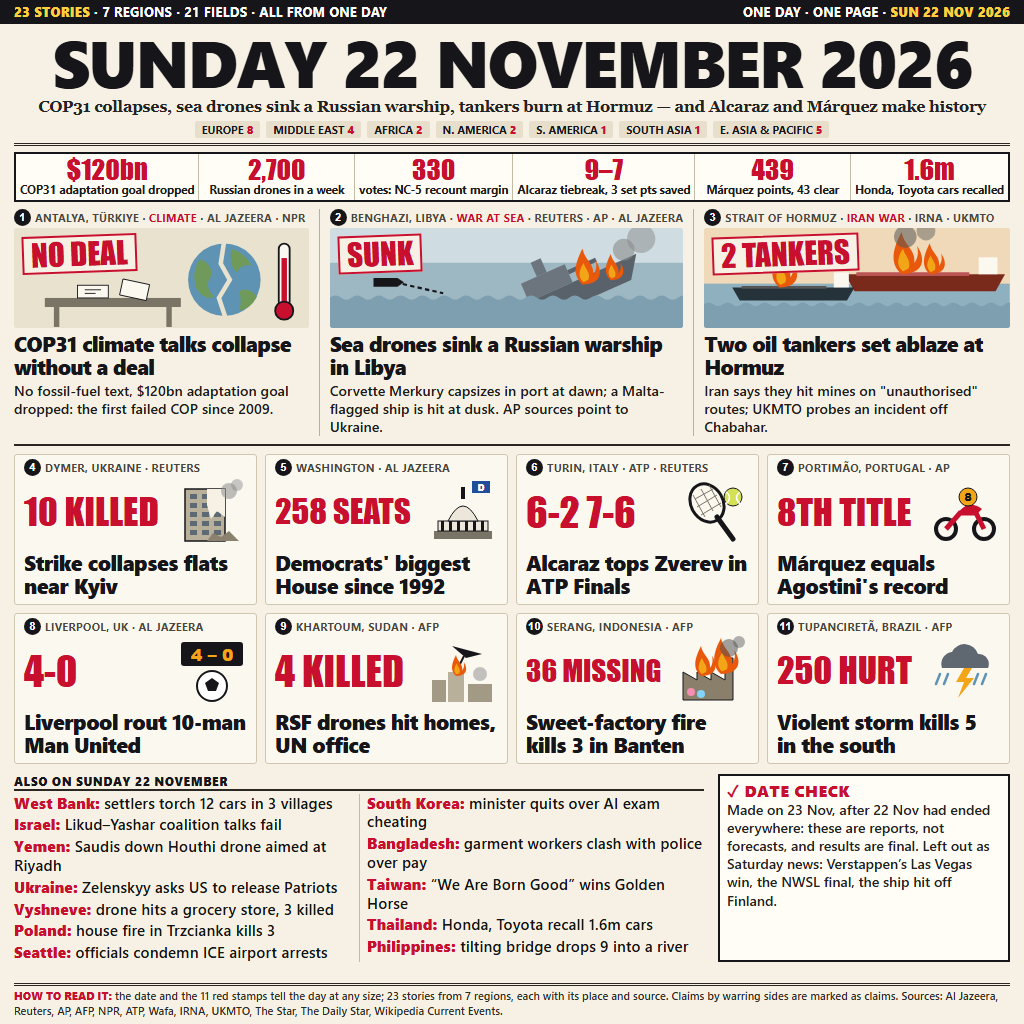 23 STORIES · 7 REGIONS · 21 FIELDS · ALL FROM ONE DAY
ONE DAY · ONE PAGE · SUN 22 NOV 2026
SUNDAY 22 NOVEMBER 2026
COP31 collapses, sea drones sink a Russian warship, tankers burn at Hormuz — and Alcaraz and Márquez make history
EUROPE 8
MIDDLE EAST 4
AFRICA 2
N. AMERICA 2
S. AMERICA 1
SOUTH ASIA 1
E. ASIA & PACIFIC 5
$120bn
COP31 adaptation goal dropped
2,700
Russian drones in a week
330
votes: NC-5 recount margin
9–7
Alcaraz tiebreak, 3 set pts saved
439
Márquez points, 43 clear
1.6m
Honda, Toyota cars recalled
1 ANTALYA, TÜRKIYE · CLIMATE · AL JAZEERA · NPR
NO DEAL
COP31 climate talks collapse
without a deal
No fossil-fuel text, $120bn adaptation goal
dropped: the first failed COP since 2009.
2 BENGHAZI, LIBYA · WAR AT SEA · REUTERS · AP · AL JAZEERA
SUNK
Sea drones sink a Russian warship
in Libya
Corvette Merkury capsizes in port at dawn; a Malta-
flagged ship is hit at dusk. AP sources point to
Ukraine.
3 STRAIT OF HORMUZ · IRAN WAR · IRNA · UKMTO
2 TANKERS
Two oil tankers set ablaze at
Hormuz
Iran says they hit mines on "unauthorised"
routes; UKMTO probes an incident off
Chabahar.
4 DYMER, UKRAINE · REUTERS
10 KILLED
Strike collapses flats
near Kyiv
5 WASHINGTON · AL JAZEERA
258 SEATS
D
Democrats' biggest
House since 1992
6 TURIN, ITALY · ATP · REUTERS
6-2 7-6
Alcaraz tops Zverev in
ATP Finals
7 PORTIMÃO, PORTUGAL · AP
8TH TITLE
8
Márquez equals
Agostini's record
8 LIVERPOOL, UK · AL JAZEERA
4-0
4 – 0
Liverpool rout 10-man
Man United
9 KHARTOUM, SUDAN · AFP
4 KILLED
RSF drones hit homes,
UN office
10 SERANG, INDONESIA · AFP
36 MISSING
Sweet-factory fire
kills 3 in Banten
11 TUPANCIRETÃ, BRAZIL · AFP
250 HURT
Violent storm kills 5
in the south
ALSO ON SUNDAY 22 NOVEMBER
West Bank: settlers torch 12 cars in 3 villages
Israel: Likud–Yashar coalition talks fail
Yemen: Saudis down Houthi drone aimed at
Riyadh
Ukraine: Zelenskyy asks US to release Patriots
Vyshneve: drone hits a grocery store, 3 killed
Poland: house fire in Trzcianka kills 3
Seattle: officials condemn ICE airport arrests
South Korea: minister quits over AI exam
cheating
Bangladesh: garment workers clash with police
over pay
Taiwan: “We Are Born Good” wins Golden
Horse
Thailand: Honda, Toyota recall 1.6m cars
Philippines: tilting bridge drops 9 into a river
✓ DATE CHECK
Made on 23 Nov, after 22 Nov had ended
everywhere: these are reports, not
forecasts, and results are final. Left out as
Saturday news: Verstappen’s Las Vegas
win, the NWSL final, the ship hit off
Finland.
HOW TO READ IT: the date and the 11 red stamps tell the day at any size; 23 stories from 7 regions, each with its place and source. Claims by warring sides are marked as claims. Sources: Al Jazeera,
Reuters, AP, AFP, NPR, ATP, Wafa, IRNA, UKMTO, The Star, The Daily Star, Wikipedia Current Events.